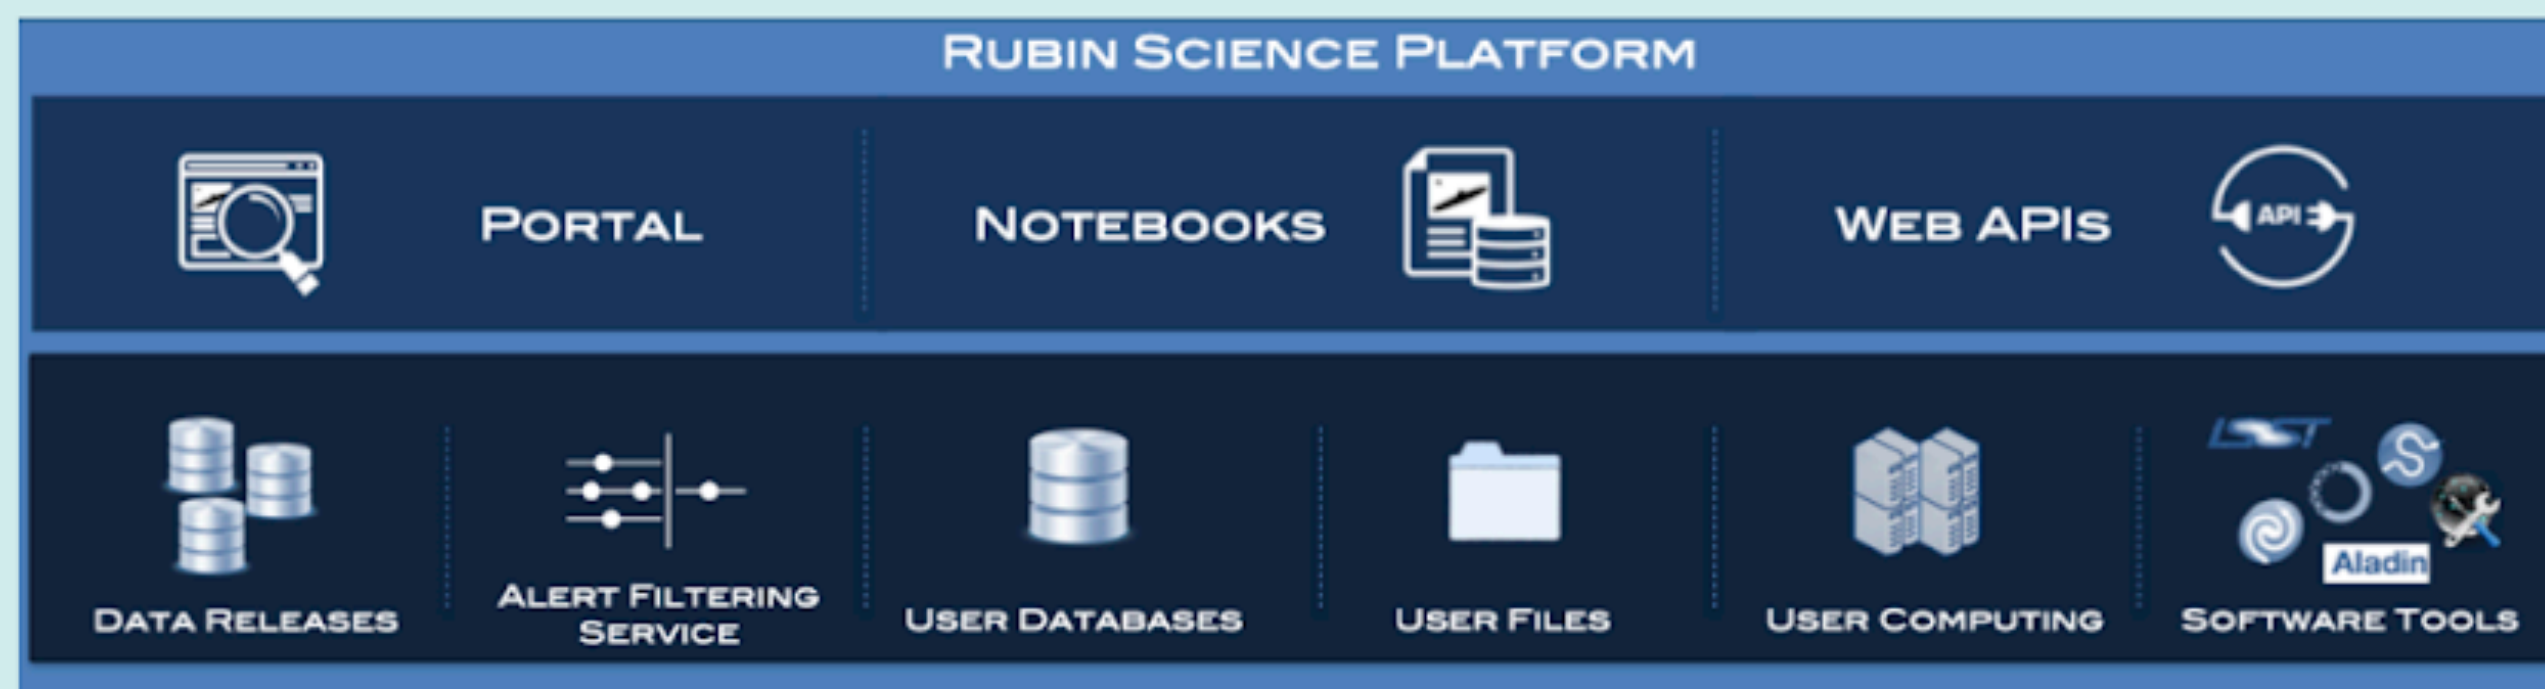 RUBIN SCIENCE PLATFORM
PORTAL
NOTEBOOKS
WEB APIS
API
LSST
Aladin
DATA RELEASES
ALERT FILTERING
SERVICE
USER DATABASES
USER FILES
USER COMPUTING
SOFTWARE TOOLS